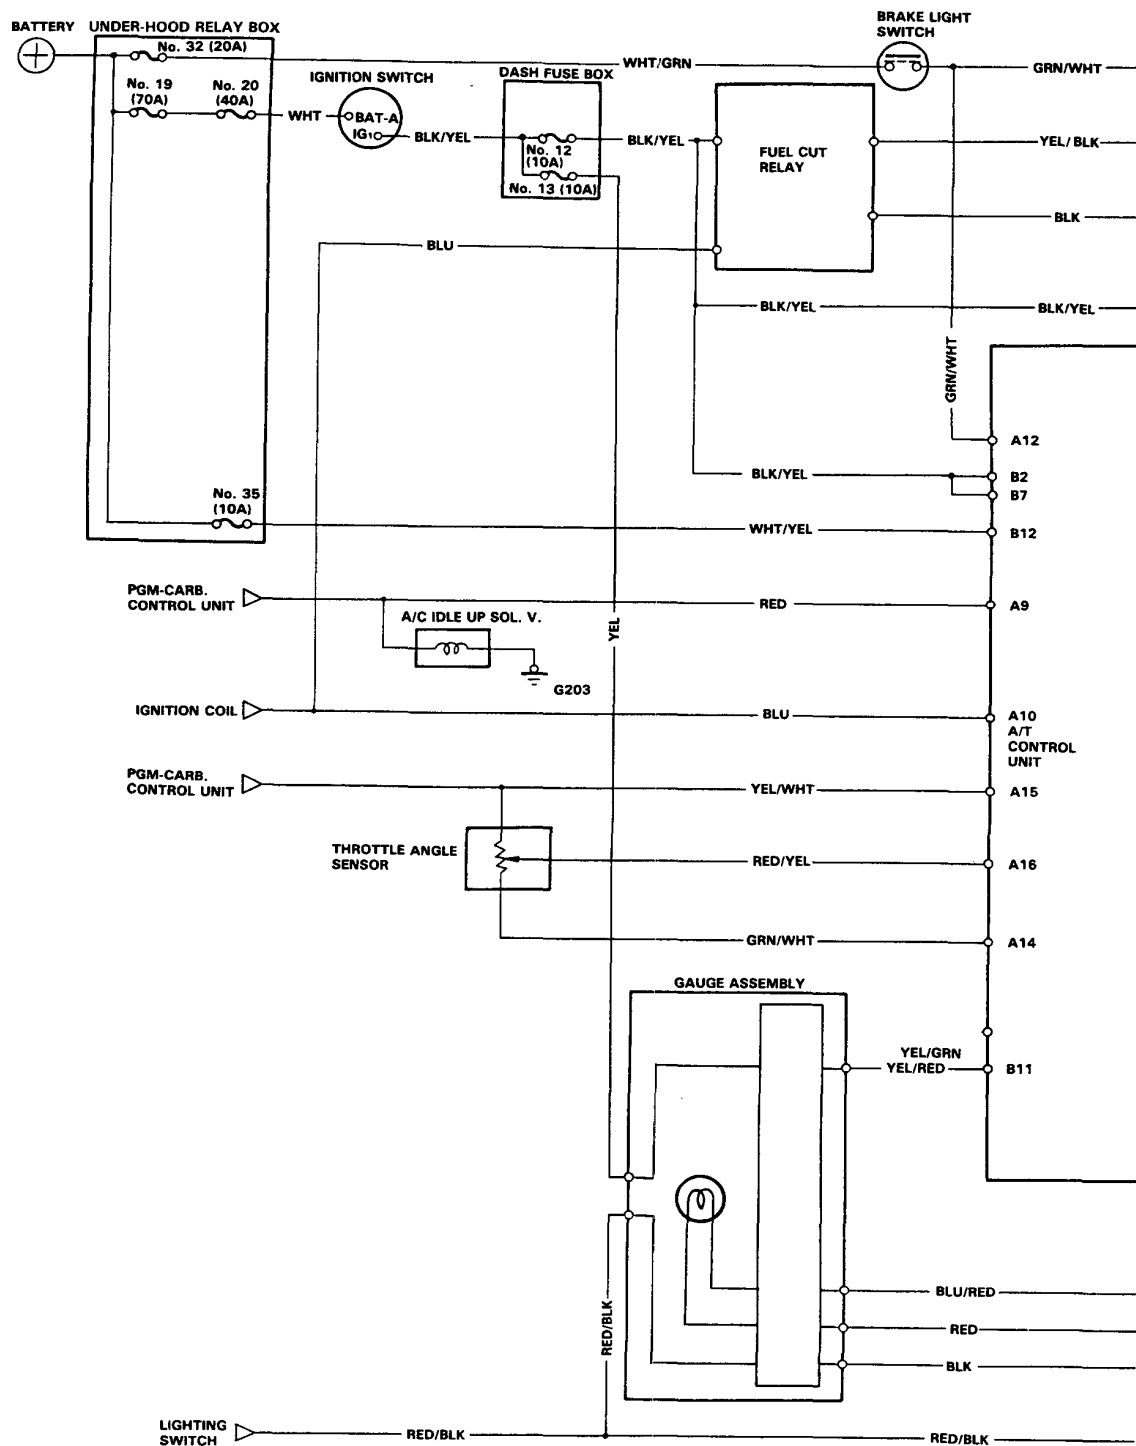 BATTERY
UNDER-HOOD RELAY BOX
BRAKE LIGHT
SWITCH
No. 32 (20A)
WHT/GRN
GRN/WHT
No. 19
(70A)
No. 20
(40A)
WHT
IGNITION SWITCH
BAT-A
IG1
BLK/YEL
DASH FUSE BOX
No. 12
(10A)
No. 13 (10A)
BLK/YEL
FUEL CUT
RELAY
YEL/BLK
BLK
BLU
BLK/YEL
BLK/YEL
GRN/WHT
A12
BLK/YEL
B2
B7
No. 35
(10A)
WHT/YEL
B12
PGM-CARB.
CONTROL UNIT
RED
A9
A/C IDLE UP SOL. V.
YEL
G203
IGNITION COIL
BLU
A10
A/T
CONTROL
UNIT
PGM-CARB.
CONTROL UNIT
YEL/WHT
A15
THROTTLE ANGLE
SENSOR
RED/YEL
A16
GRN/WHT
A14
GAUGE ASSEMBLY
YEL/GRN
YEL/RED
B11
BLU/RED
RED/BLK
RED
BLK
LIGHTING
SWITCH
RED/BLK
RED/BLK